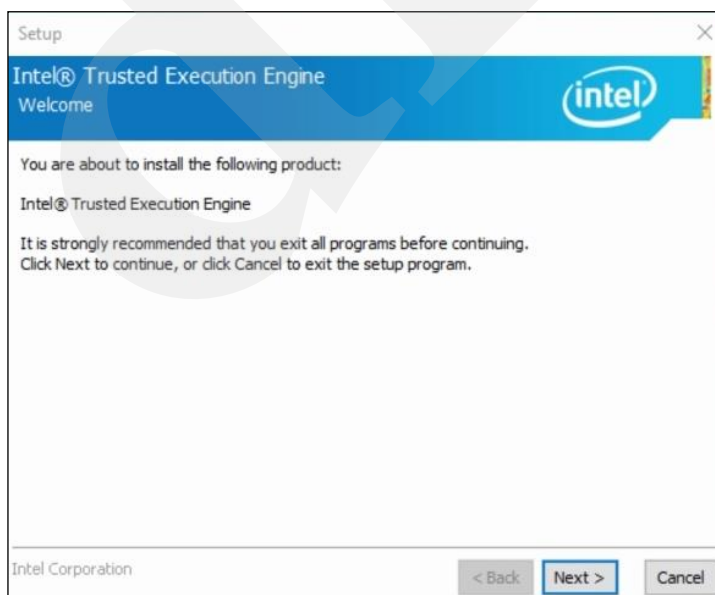 Setup
Intel® Trusted Execution Engine
Welcome
intel
You are about to install the following product:
Intel® Trusted Execution Engine
It is strongly recommended that you exit all programs before continuing.
Click Next to continue, or click Cancel to exit the setup program.
Intel Corporation
< Back Next > Cancel